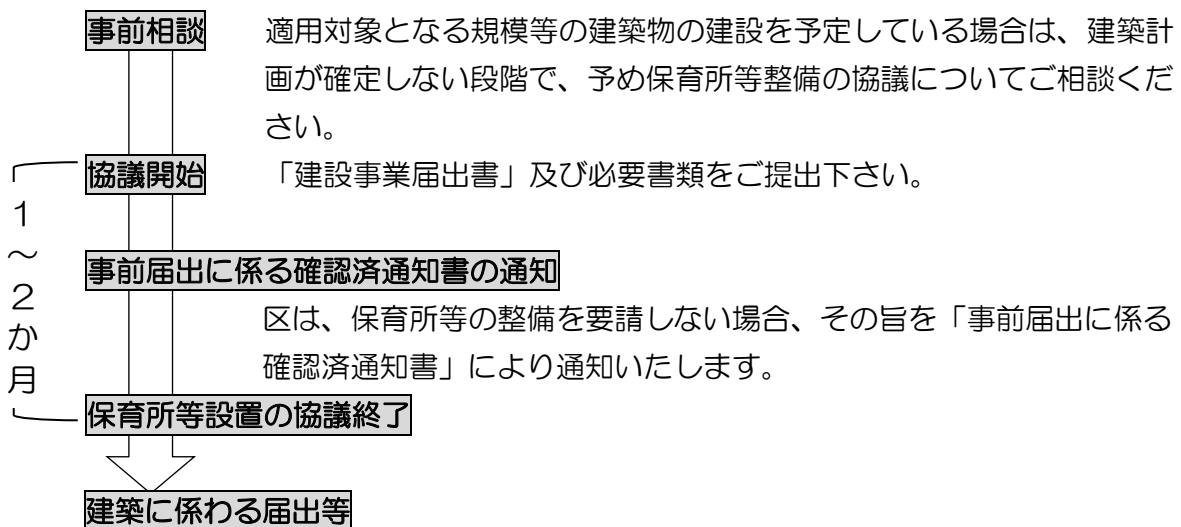 事前相談
適用対象となる規模等の建築物の建設を予定している場合は、建築計
画が確定しない段階で、予め保育所等整備の協議についてご相談くだ
さい。
協議開始
「建設事業届出書」及び必要書類をご提出下さい。
1～2か月
事前届出に係る確認済通知書の通知
区は、保育所等の整備を要請しない場合、その旨を「事前届出に係る
確認済通知書」により通知いたします。
保育所等設置の協議終了
建築に係わる届出等